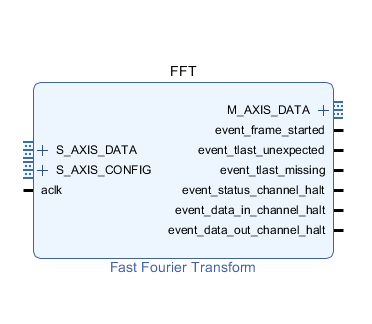 FFT
M_AXIS_DATA
event_frame_started
S_AXIS_DATA
event_tlast_unexpected
S_AXIS_CONFIG
event_tlast_missing
aclk
event_status_channel_halt
event_data_in_channel_halt
event_data_out_channel_halt
Fast Fourier Transform